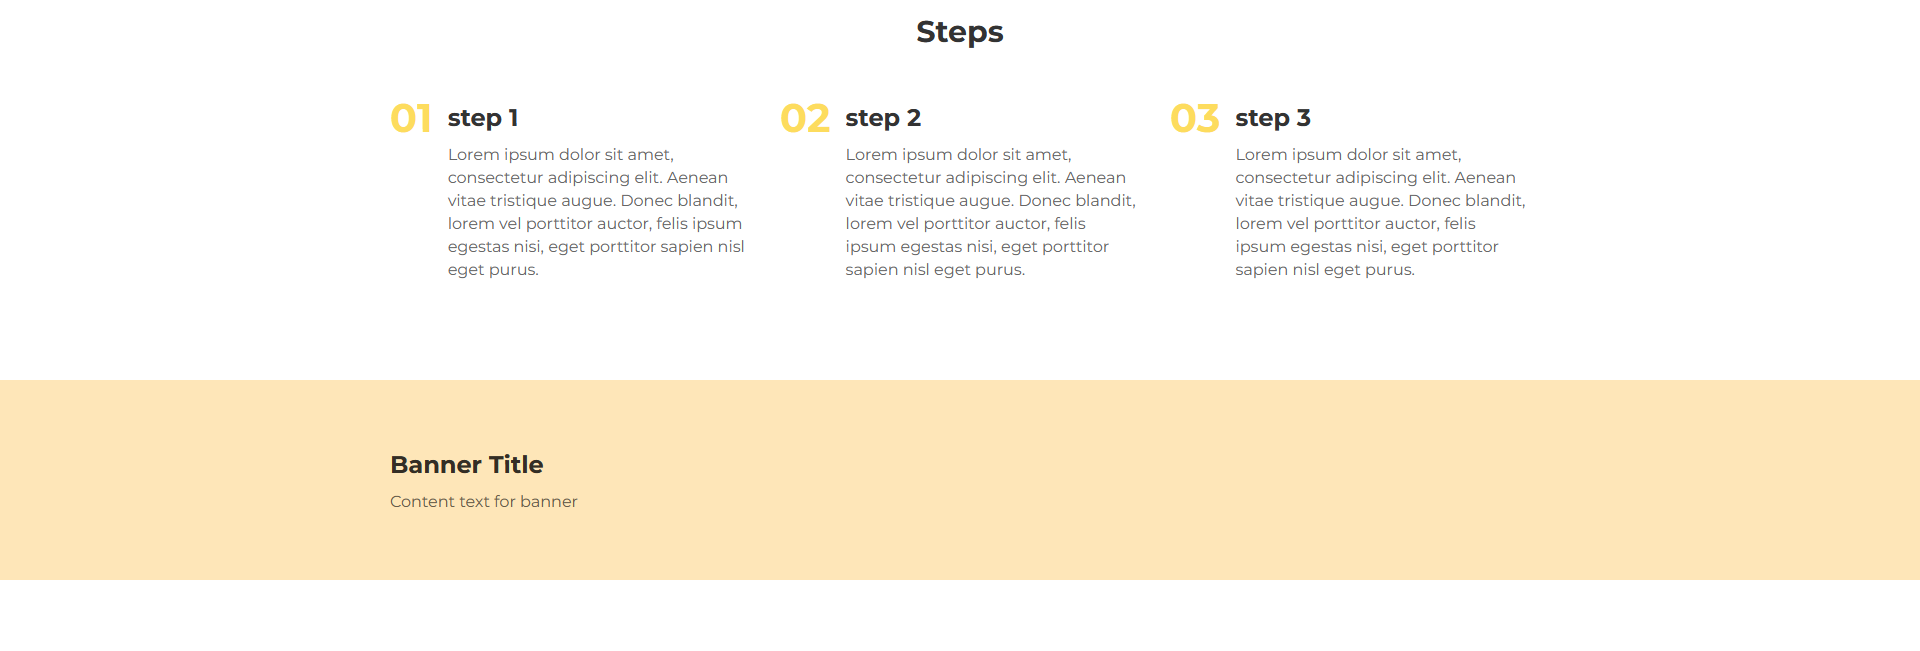 Steps
01 step 1
Lorem ipsum dolor sit amet,
consectetur adipiscing elit. Aenean
vitae tristique augue. Donec blandit,
lorem vel porttitor auctor, felis ipsum
egestas nisi, eget porttitor sapien nisl
eget purus.
02 step 2
Lorem ipsum dolor sit amet,
consectetur adipiscing elit. Aenean
vitae tristique augue. Donec blandit,
lorem vel porttitor auctor, felis
ipsum egestas nisi, eget porttitor
sapien nisl eget purus.
03 step 3
Lorem ipsum dolor sit amet,
consectetur adipiscing elit. Aenean
vitae tristique augue. Donec blandit,
lorem vel porttitor auctor, felis
ipsum egestas nisi, eget porttitor
sapien nisl eget purus.
Banner Title
Content text for banner